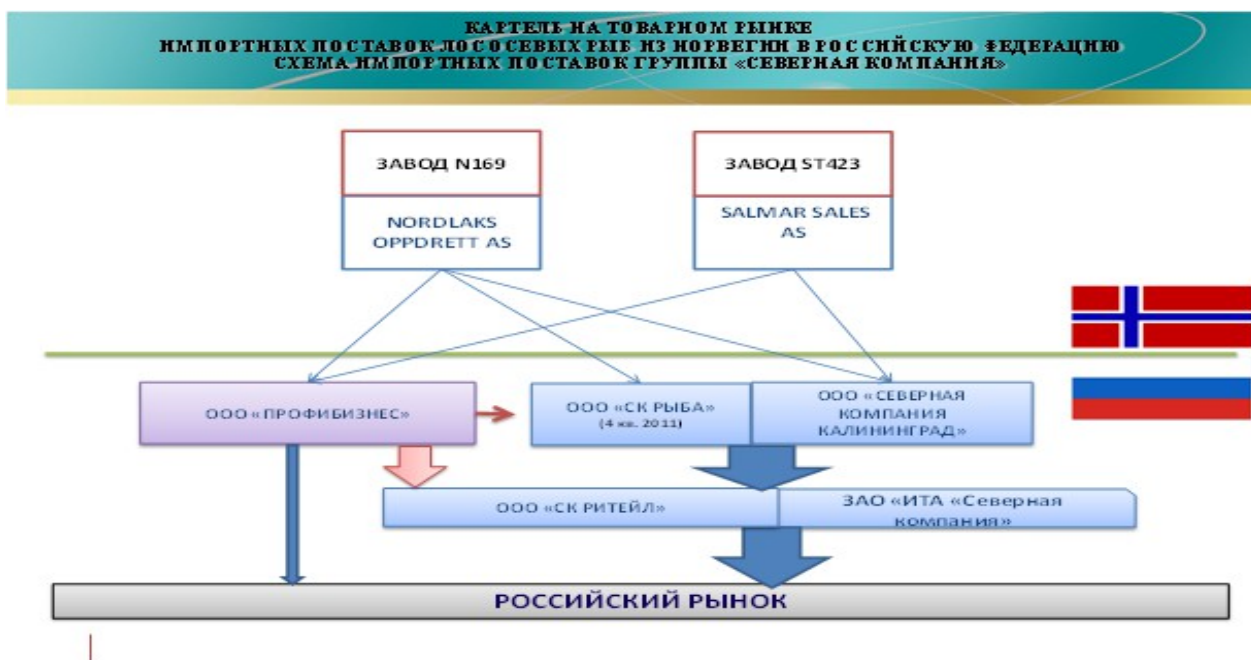 КАРТЕЛЬ НА ТОВАРНОМ РЫНКЕ
ИМПОРТНЫХ ПОСТАВОК ЛОСОСЕВЫХ РЫБ ИЗ НОРВЕГИИ В РОССИЙСКУЮ ФЕДЕРАЦИЮ
СХЕМА ИМПОРТНЫХ ПОСТАВОК ГРУППЫ «СЕВЕРНАЯ КОМПАНИЯ»
ЗАВОД N169
ЗАВОД ST423
NORDLAKS
OPPDRETT AS
SALMAR SALES
AS
ООО «ПРОФИБИЗНЕС»
ООО «СК РЫБА»
(4 кв. 2011)
ООО «СЕВЕРНАЯ
КОМПАНИЯ
КАЛИНИНГРАД»
ООО «СК РИТЕЙЛ»
ЗАО «ИТА «Северная
компания»
РОССИЙСКИЙ РЫНОК